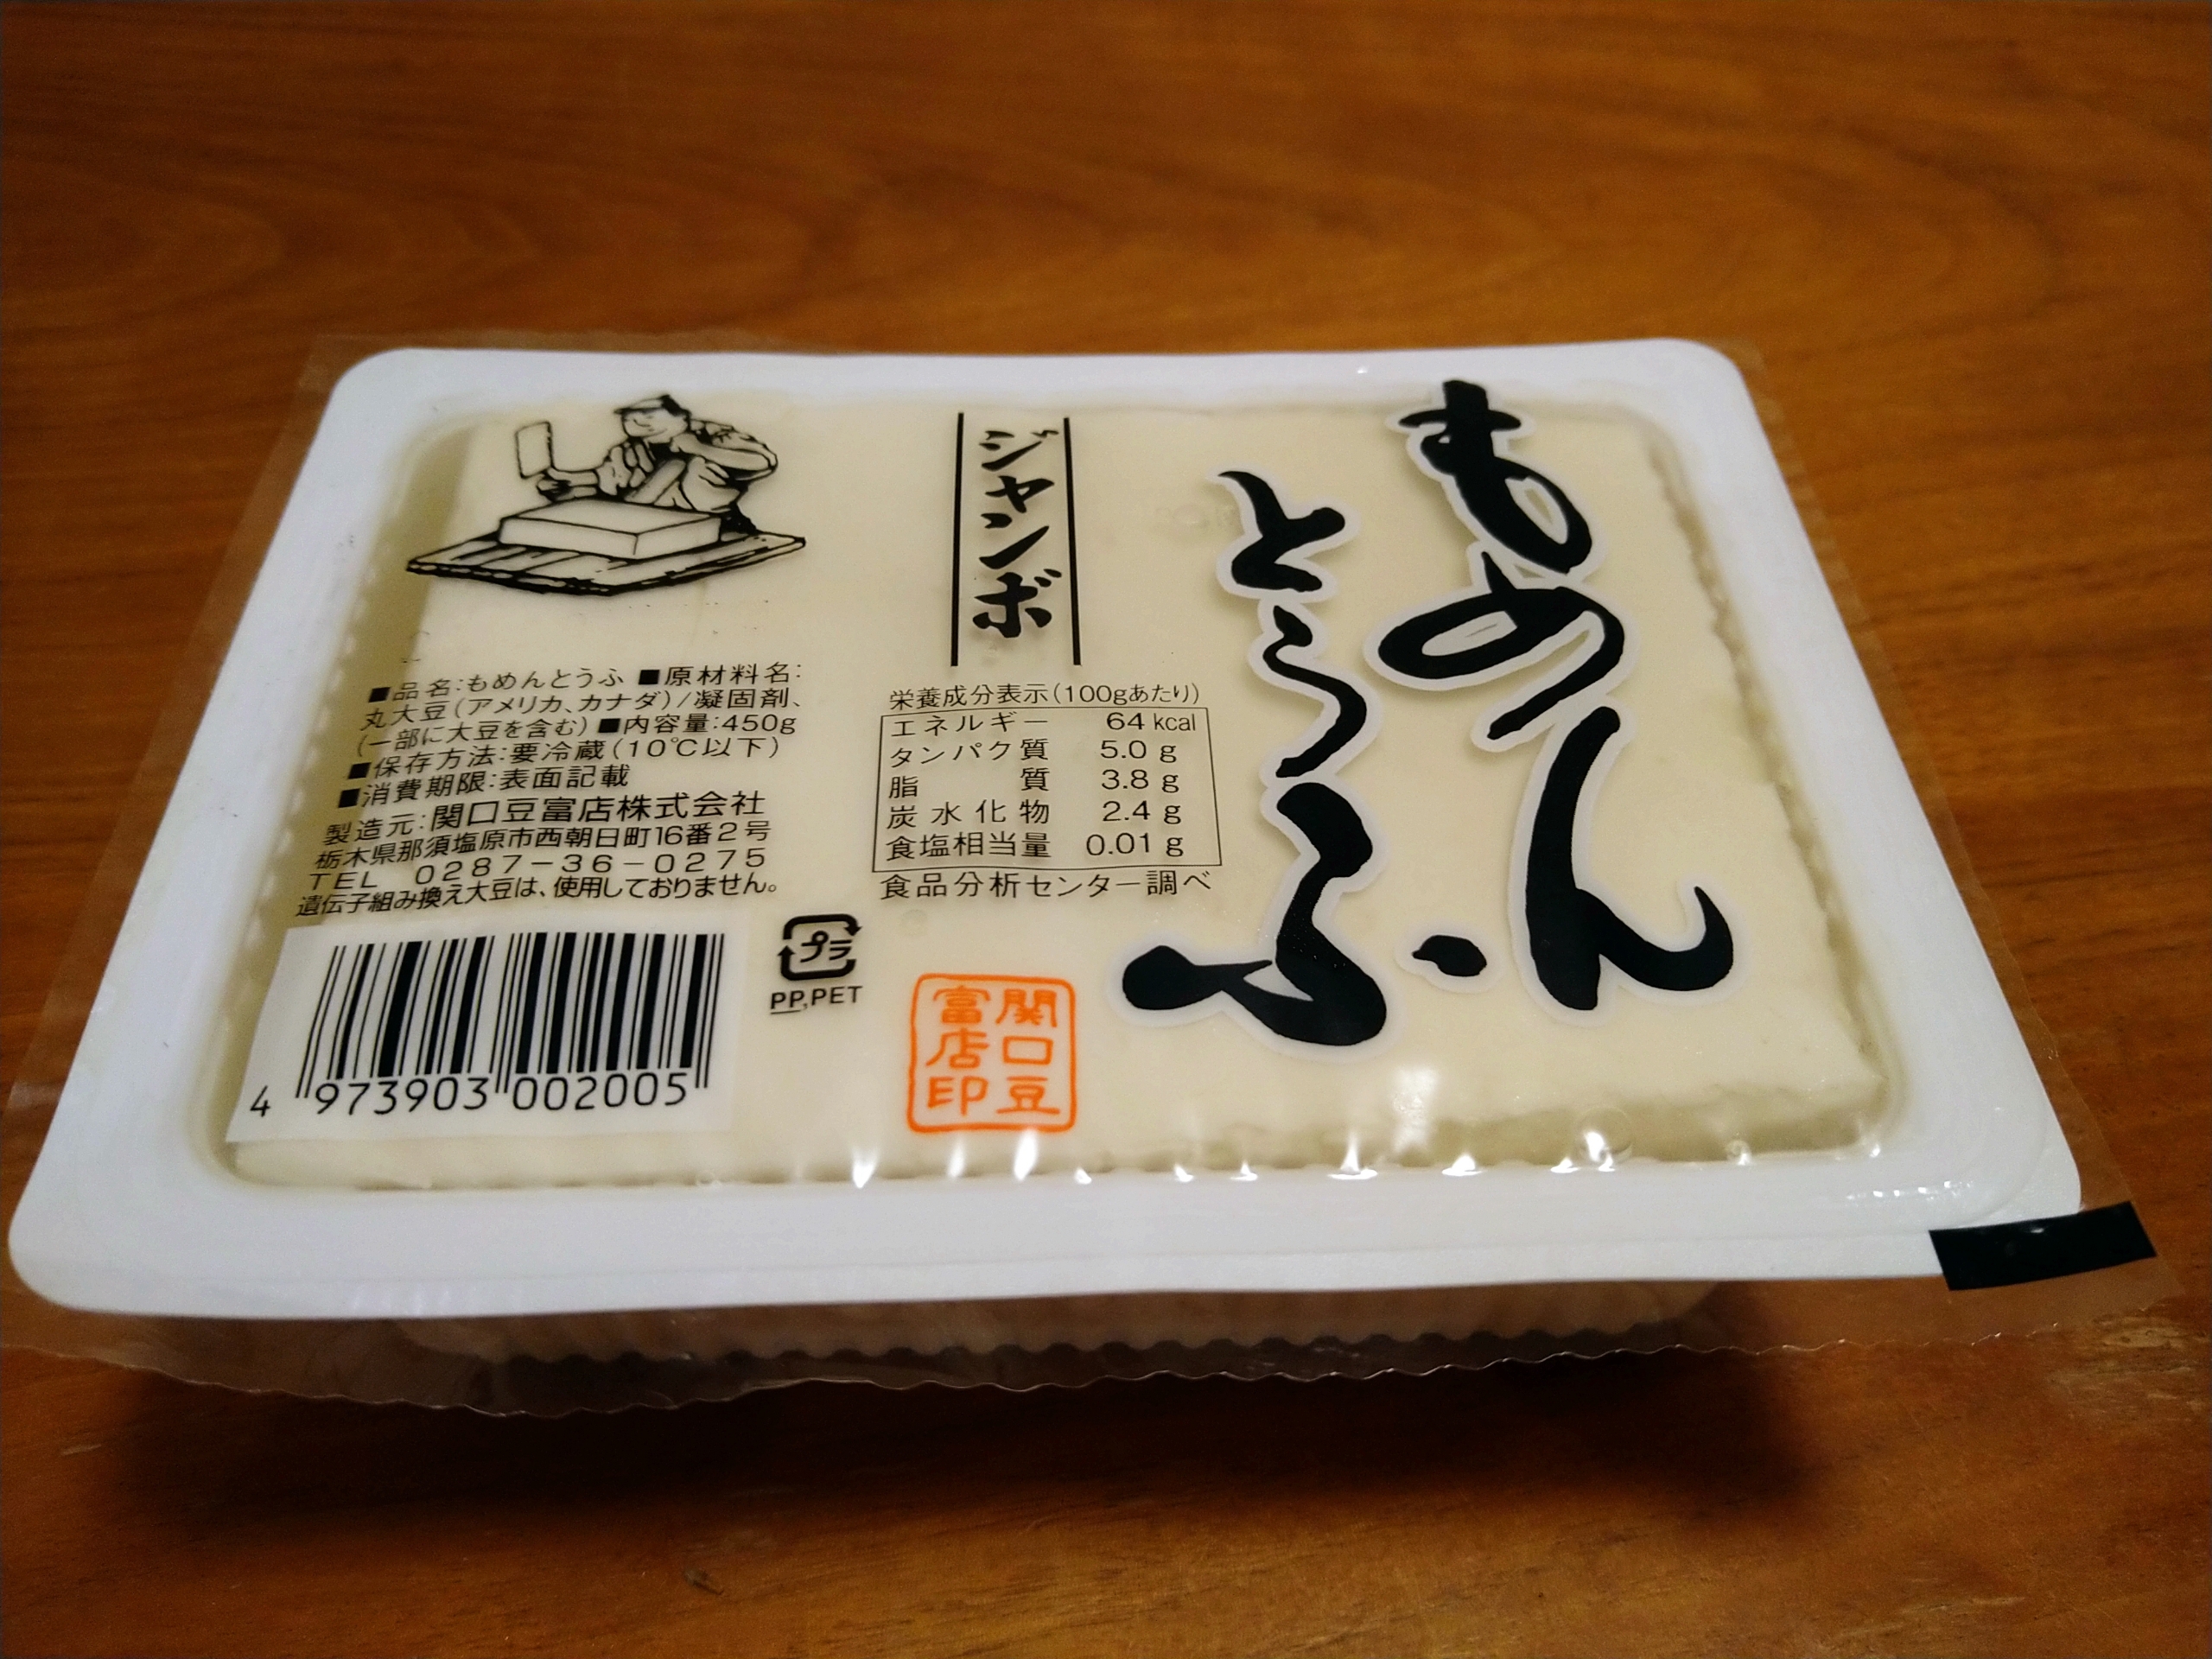 もめん
とうふ
ジャンボ
■品名:もめんとうふ ■原材料名:
丸大豆(アメリカ、カナダ)/凝固剤、
(一部に大豆を含む) ■内容量:450g
■保存方法:要冷蔵(10℃以下)
■消費期限:表面記載
製造元:関口豆富店株式会社
栃木県那須塩原市西朝日町16番2号
TEL 0287-36-0275
遺伝子組み換え大豆は、使用しておりません。
栄養成分表示(100gあたり)
エネルギー 64 kcal
タンパク質 5.0 g
脂質 3.8 g
炭水化物 2.4 g
食塩相当量 0.01 g
食品分析センター調べ
4 973903 002005
プラ
PP,PET
関口豆
富店印